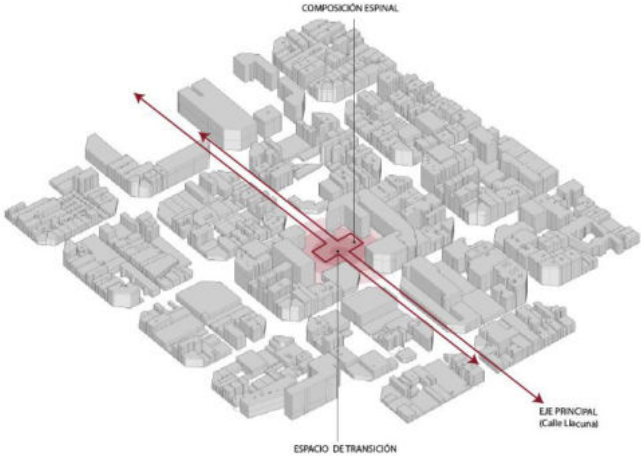 COMPOSICIÓN ESPINAL
EJE PRINCIPAL
(Calle Llacuna)
ESPACIO DE TRANSICIÓN